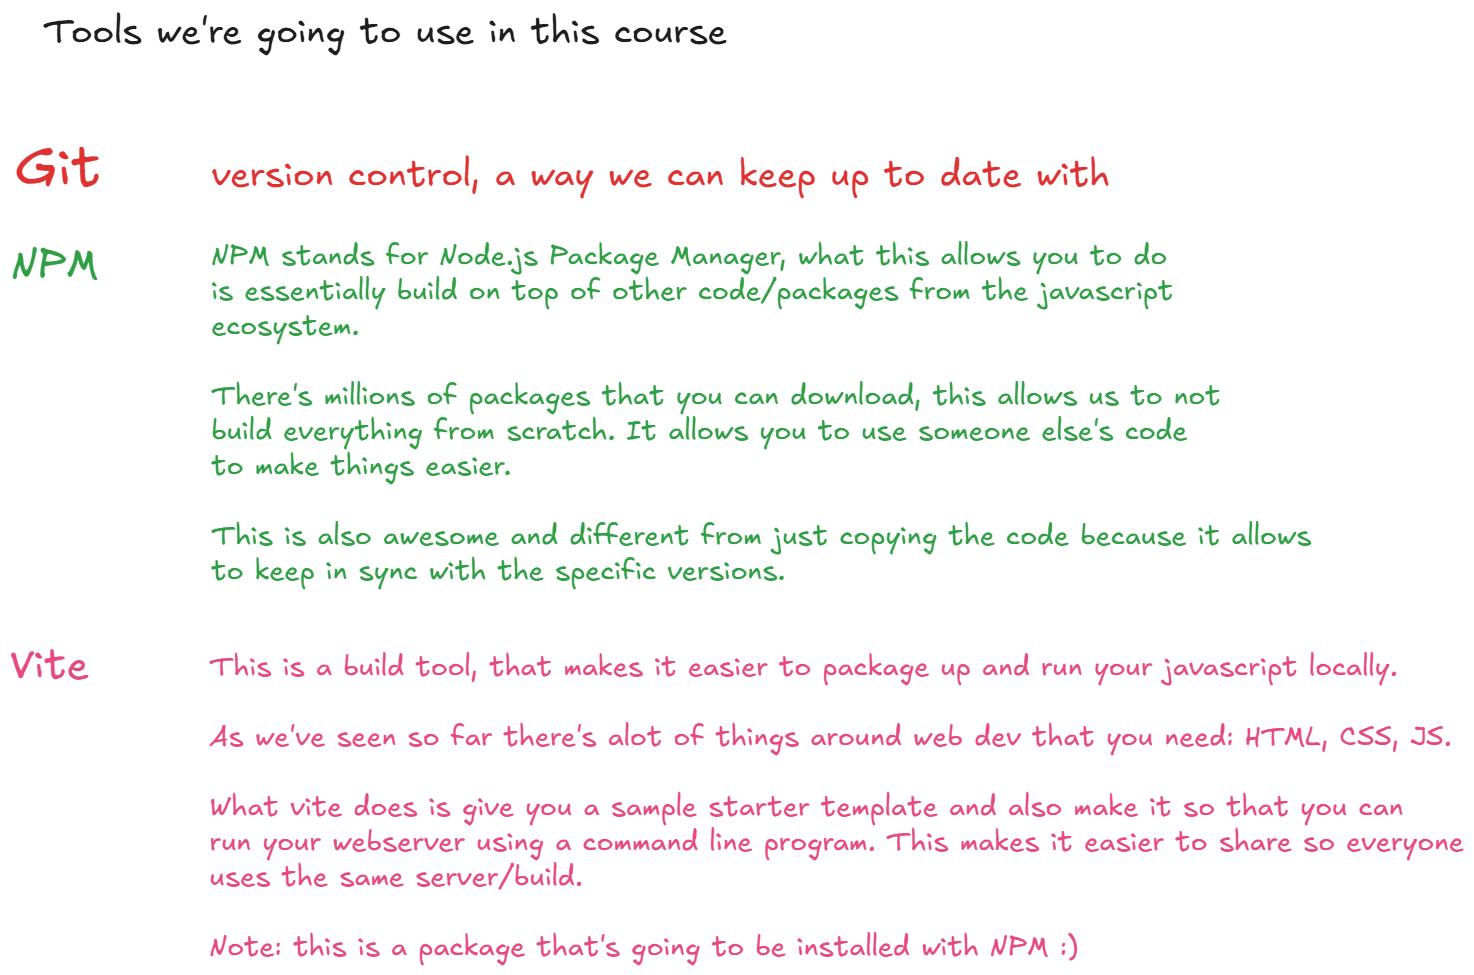 Tools we're going to use in this course
Git
version control, a way we can keep up to date with
NPM
NPM stands for Node.js Package Manager, what this allows you to do
is essentially build on top of other code/packages from the javascript
ecosystem.
There's millions of packages that you can download, this allows us to not
build everything from scratch. It allows you to use someone else's code
to make things easier.
This is also awesome and different from just copying the code because it allows
to keep in sync with the specific versions.
Vite
This is a build tool, that makes it easier to package up and run your javascript locally.
As we've seen so far there's alot of things around web dev that you need: HTML, CSS, JS.
What vite does is give you a sample starter template and also make it so that you can
run your webserver using a command line program. This makes it easier to share so everyone
uses the same server/build.
Note: this is a package that's going to be installed with NPM :)